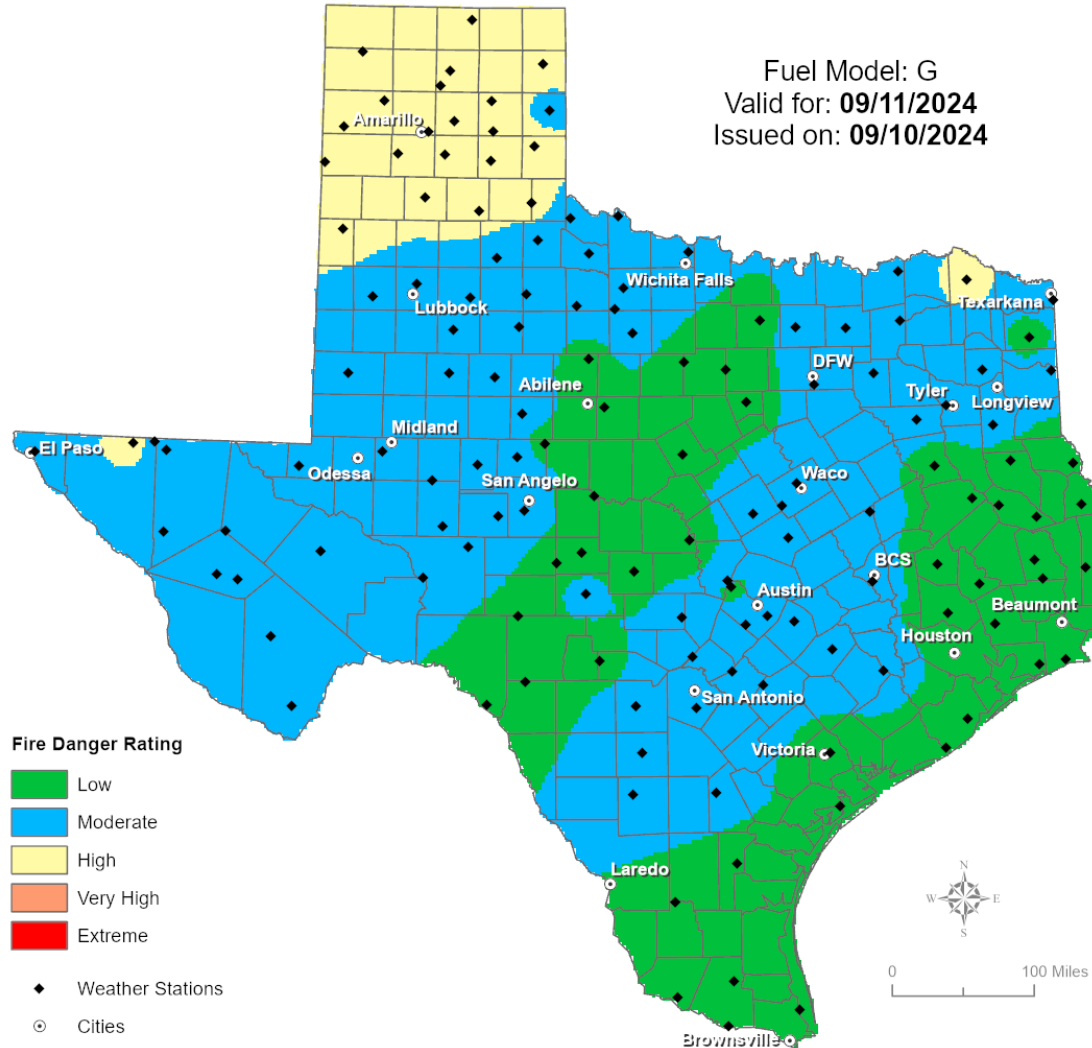 Fuel Model: G
Valid for: 09/11/2024
Issued on: 09/10/2024
Amarillo
Wichita Falls
Lubbock
Texarkana
DFW
Abilene
Tyler
Longview
Midland
El Paso
Odessa
San Angelo
Waco
BCS
Austin
Beaumont
Houston
San Antonio
Victoria
Laredo
Brownsville
Fire Danger Rating
Low
Moderate
High
Very High
Extreme
Weather Stations
Cities
N
W E
S
0 100 Miles